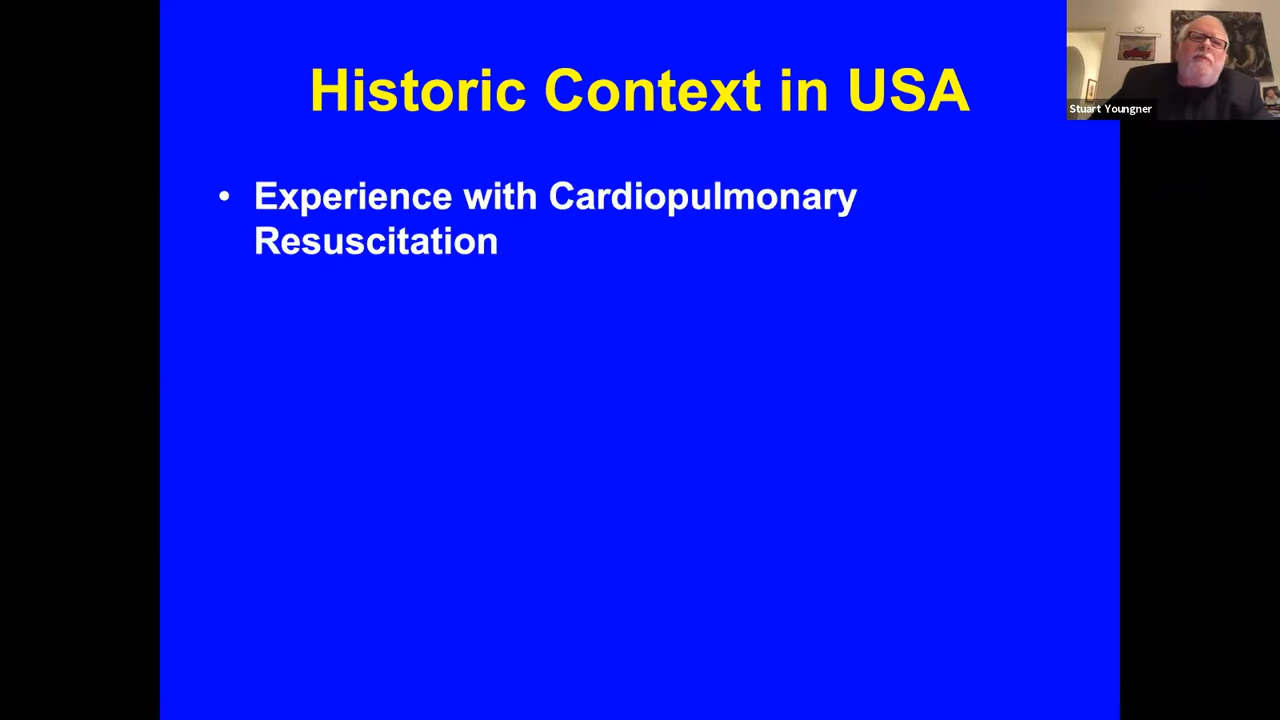 Historic Context in USA
Stuart Youngner
• Experience with Cardiopulmonary
Resuscitation